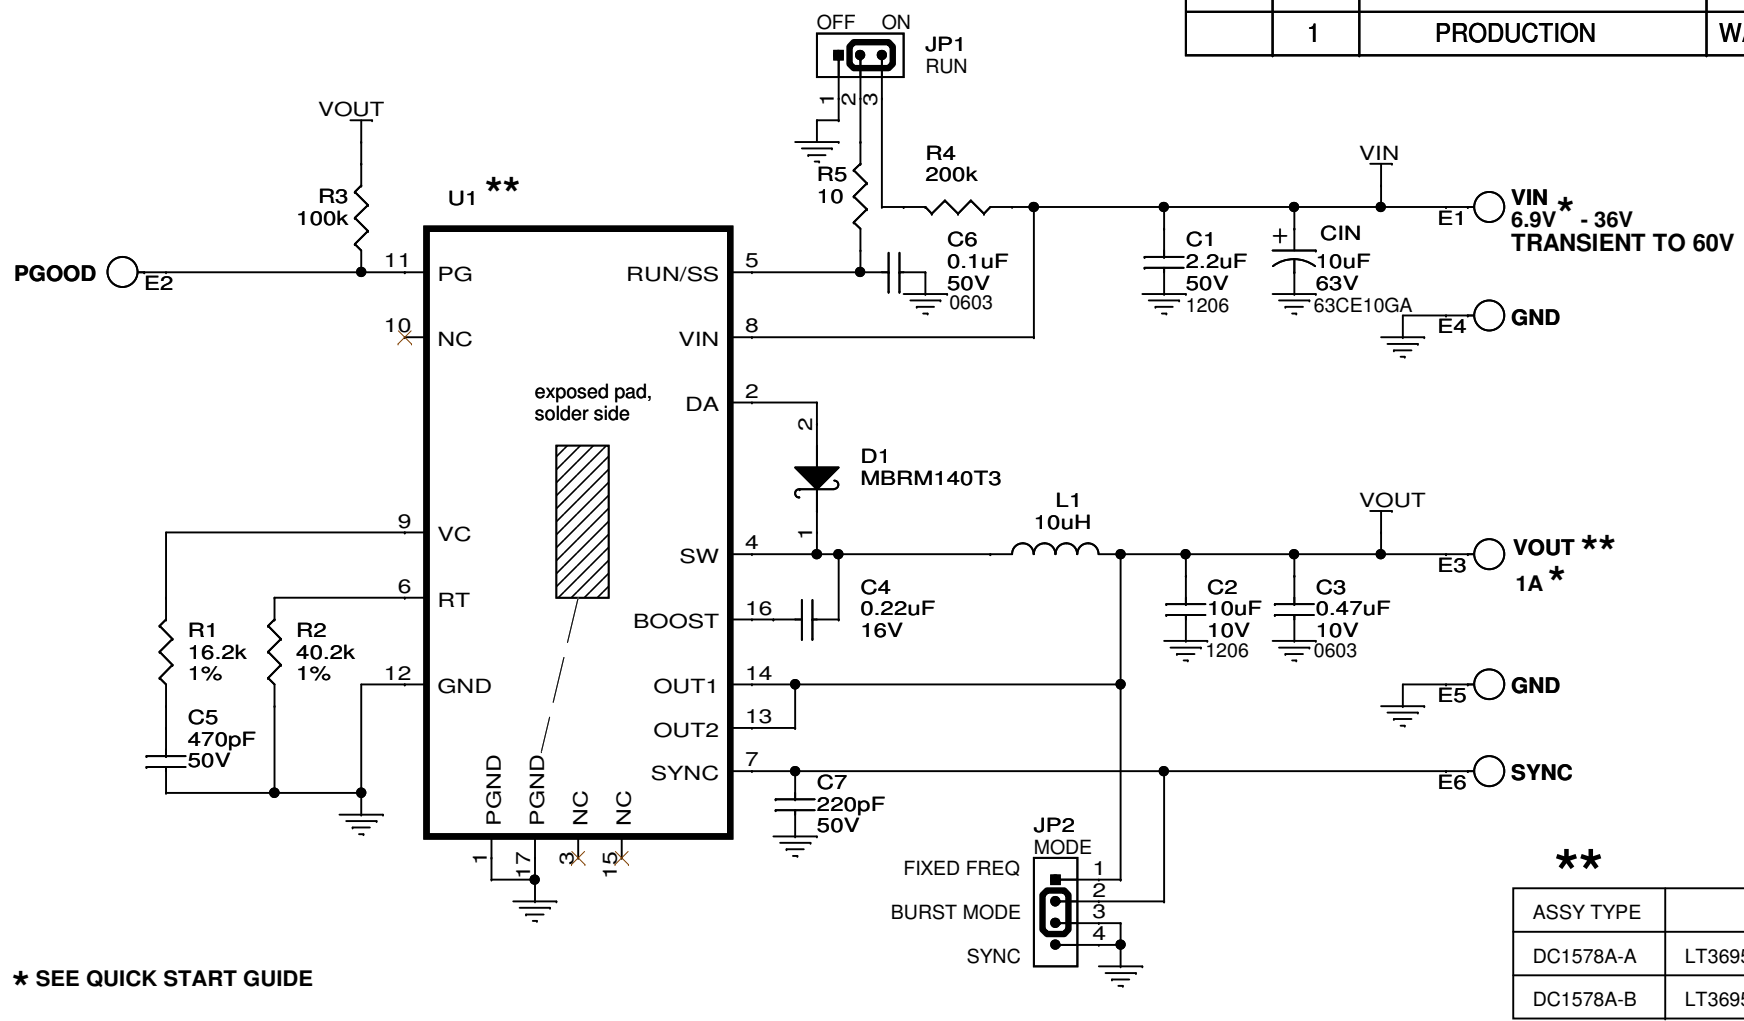 1 PRODUCTION
OFF ON
JP1
RUN
1 2 3
VOUT
R3
100k
U1 **
R5
10
R4
200k
VIN
E1
VIN
6.9V* - 36V
TRANSIENT TO 60V
PGOOD
E2
11
PG
RUN/SS
5
C6
0.1uF
50V
0603
C1
2.2uF
50V
1206
+
CIN
10uF
63V
63CE10GA
E4
GND
10
NC
VIN
8
exposed pad,
solder side
DA
2
2
D1
MBRM140T3
1
L1
10uH
VOUT
9
VC
SW
4
E3
VOUT **
1A *
6
RT
BOOST
16
C4
0.22uF
16V
C2
10uF
10V
1206
C3
0.47uF
10V
0603
R1
16.2k
1%
R2
40.2k
1%
12
GND
OUT1
14
OUT2
13
E5
GND
C5
470pF
50V
SYNC
7
E6
SYNC
PGND
PGND
NC
NC
1
17
3
15
C7
220pF
50V
JP2
MODE
FIXED FREQ
1
2
BURST MODE
3
4
SYNC
**
ASSY TYPE
DC1578A-A
DC1578A-B
* SEE QUICK START GUIDE